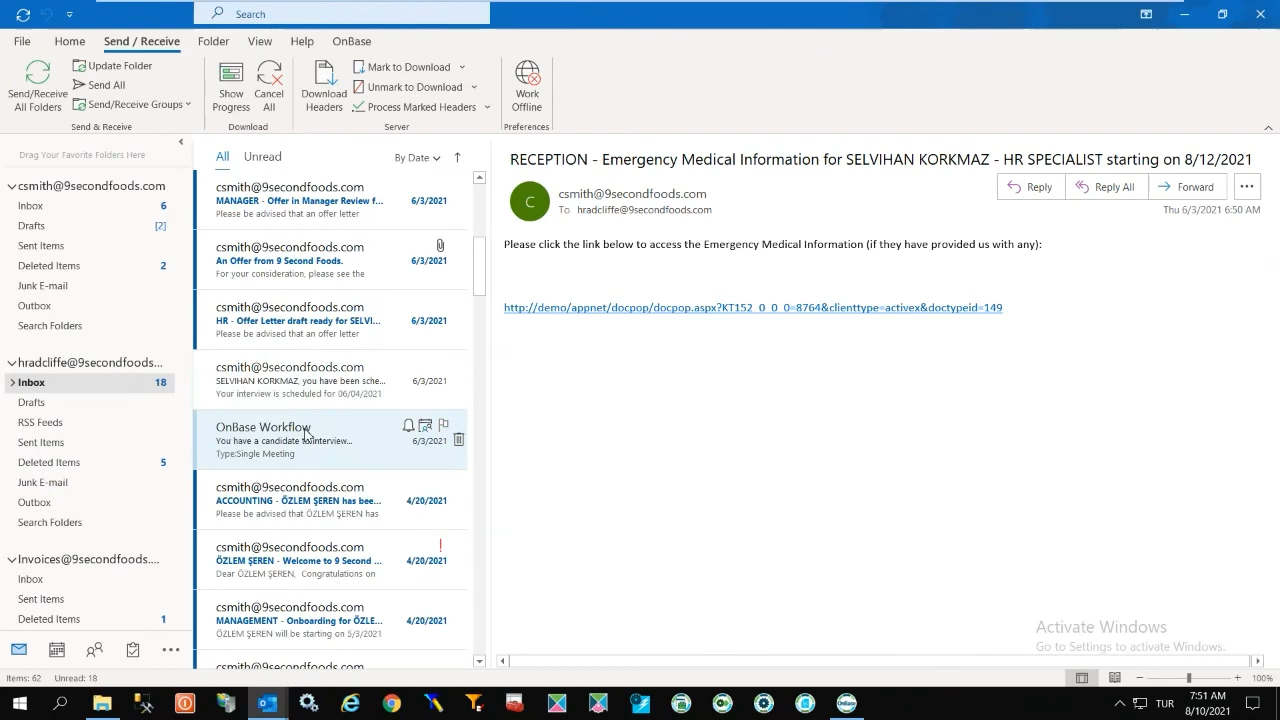 Search
File Home Send / Receive Folder View Help OnBase
Send/Receive All Folders
Update Folder
Send All
Send/Receive Groups
Send & Receive
Show Progress
Cancel All
Download
Download Headers
Mark to Download
Unmark to Download
Process Marked Headers
Server
Work Offline
Preferences
Drag Your Favorite Folders Here
csmith@9secondfoods.com
Inbox 6
Drafts [2]
Sent Items
Deleted Items 2
Junk E-mail
Outbox
Search Folders
hradcliffe@9secondfoods...
Inbox 18
Drafts
RSS Feeds
Sent Items
Deleted Items 5
Junk E-mail
Outbox
Search Folders
Invoices@9secondfoods....
Inbox
Sent Items
Deleted Items 1
All Unread By Date
csmith@9secondfoods.com
MANAGER - Offer in Manager Review f... 6/3/2021
Please be advised that an offer letter
csmith@9secondfoods.com
An Offer from 9 Second Foods. 6/3/2021
For your consideration, please see the
csmith@9secondfoods.com
HR - Offer Letter draft ready for SELVI... 6/3/2021
Please be advised that an offer letter
csmith@9secondfoods.com
SELVIHAN KORKMAZ, you have been sche... 6/3/2021
Your interview is scheduled for 06/04/2021
OnBase Workflow
You have a candidate to interview... 6/3/2021
Type:Single Meeting
csmith@9secondfoods.com
ACCOUNTING - ÖZLEM ŞEREN has bee... 4/20/2021
Please be advised that ÖZLEM ŞEREN has
csmith@9secondfoods.com
ÖZLEM ŞEREN - Welcome to 9 Second ... 4/20/2021
Dear ÖZLEM ŞEREN, Congratulations on
csmith@9secondfoods.com
MANAGEMENT - Onboarding for ÖZLE... 4/20/2021
ÖZLEM ŞEREN will be starting on 5/3/2021
csmith@9secondfoods.com
RECEPTION - Emergency Medical Information for SELVIHAN KORKMAZ - HR SPECIALIST starting on 8/12/2021
C
csmith@9secondfoods.com
To hradcliffe@9secondfoods.com
Reply Reply All Forward
Thu 6/3/2021 6:50 AM
Please click the link below to access the Emergency Medical Information (if they have provided us with any):
http://demo/appnet/docpop/docpop.aspx?KT152_0_0_0=8764&clienttype=activex&doctypeid=149
Activate Windows
Go to Settings to activate Windows.
Items: 62 Unread: 18
100%
OnBase
TUR
7:51 AM
8/10/2021